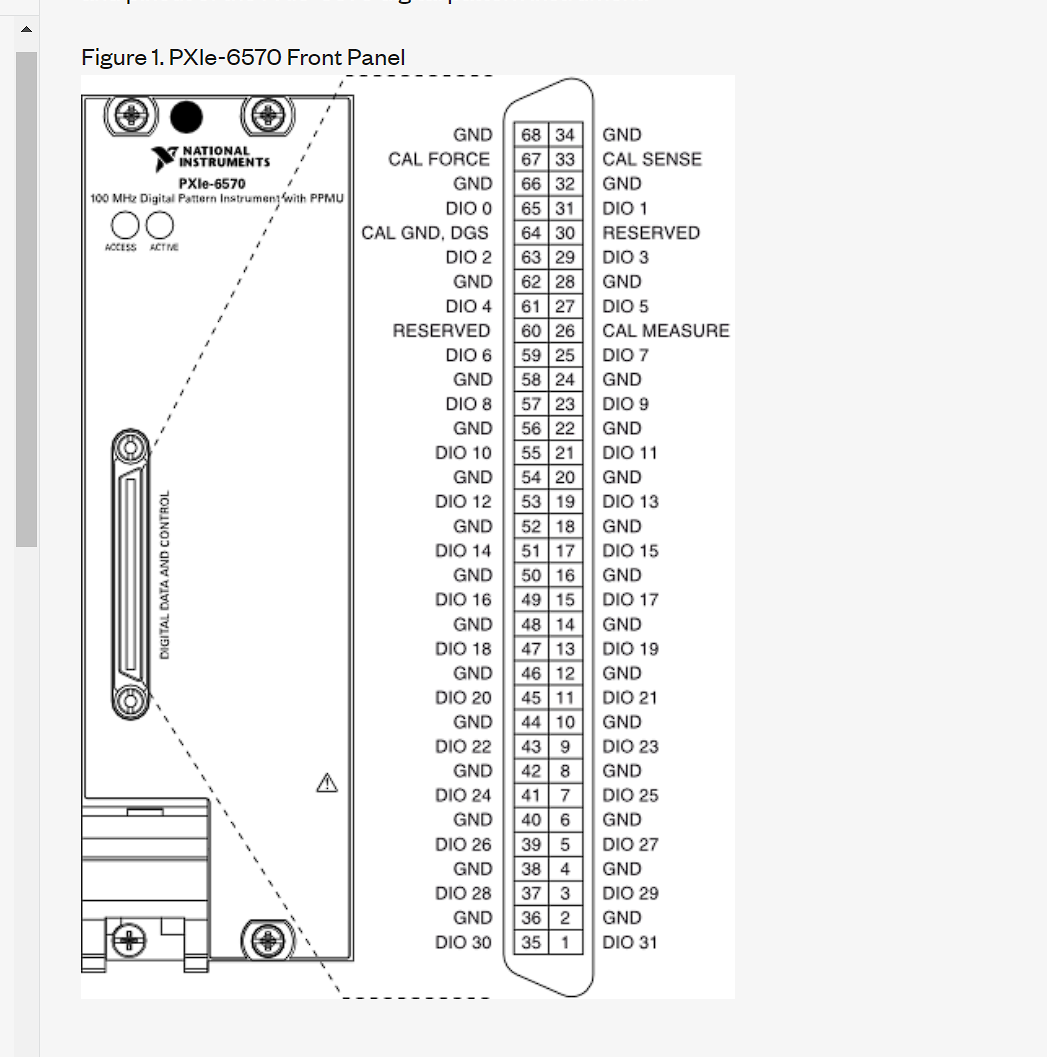 Figure 1. PXIe-6570 Front Panel
NATIONAL
INSTRUMENTS
PXIe-6570
100 MHz Digital Pattern Instrument with PPMU
ACCESS ACTIVE
DIGITAL DATA AND CONTROL
GND 68 34 GND
CAL FORCE 67 33 CAL SENSE
GND 66 32 GND
DIO 0 65 31 DIO 1
CAL GND, DGS 64 30 RESERVED
DIO 2 63 29 DIO 3
GND 62 28 GND
DIO 4 61 27 DIO 5
RESERVED 60 26 CAL MEASURE
DIO 6 59 25 DIO 7
GND 58 24 GND
DIO 8 57 23 DIO 9
GND 56 22 GND
DIO 10 55 21 DIO 11
GND 54 20 GND
DIO 12 53 19 DIO 13
GND 52 18 GND
DIO 14 51 17 DIO 15
GND 50 16 GND
DIO 16 49 15 DIO 17
GND 48 14 GND
DIO 18 47 13 DIO 19
GND 46 12 GND
DIO 20 45 11 DIO 21
GND 44 10 GND
DIO 22 43 9 DIO 23
GND 42 8 GND
DIO 24 41 7 DIO 25
GND 40 6 GND
DIO 26 39 5 DIO 27
GND 38 4 GND
DIO 28 37 3 DIO 29
GND 36 2 GND
DIO 30 35 1 DIO 31